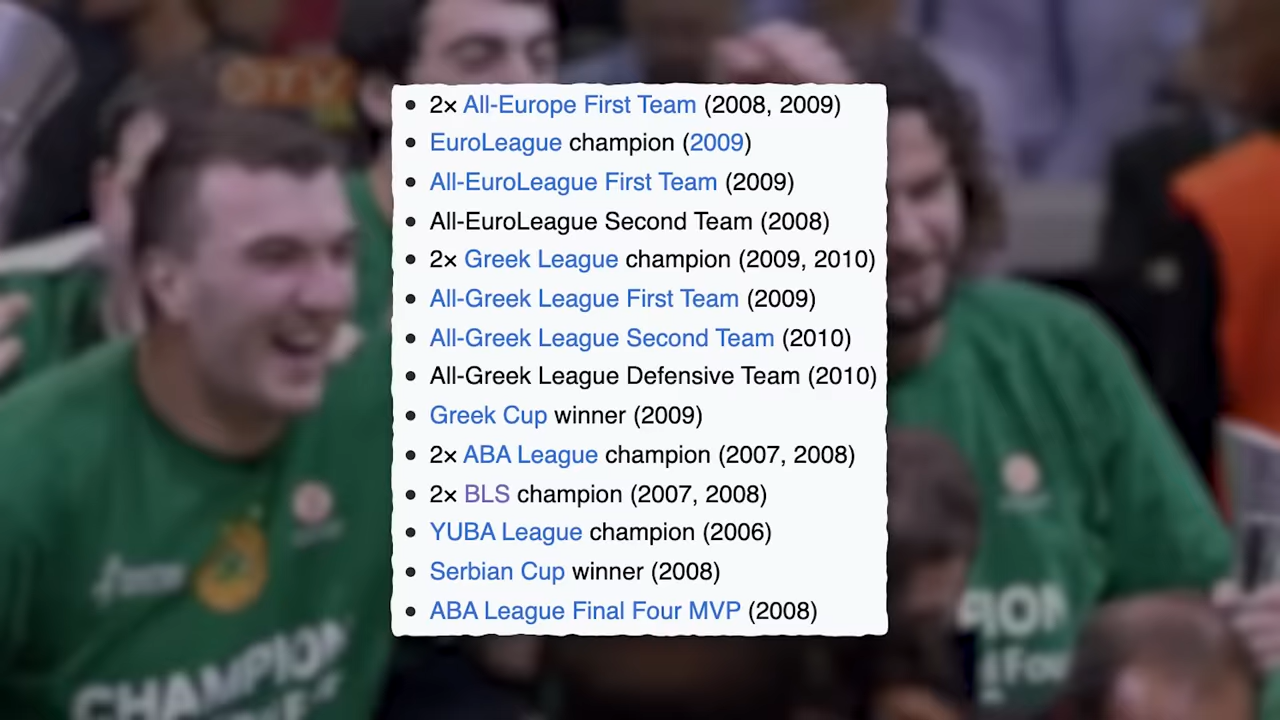 OTV
• 2× All-Europe First Team (2008, 2009)
• EuroLeague champion (2009)
• All-EuroLeague First Team (2009)
• All-EuroLeague Second Team (2008)
• 2× Greek League champion (2009, 2010)
• All-Greek League First Team (2009)
• All-Greek League Second Team (2010)
• All-Greek League Defensive Team (2010)
• Greek Cup winner (2009)
• 2× ABA League champion (2007, 2008)
• 2× BLS champion (2007, 2008)
• YUBA League champion (2006)
• Serbian Cup winner (2008)
• ABA League Final Four MVP (2008)
CHAMPION